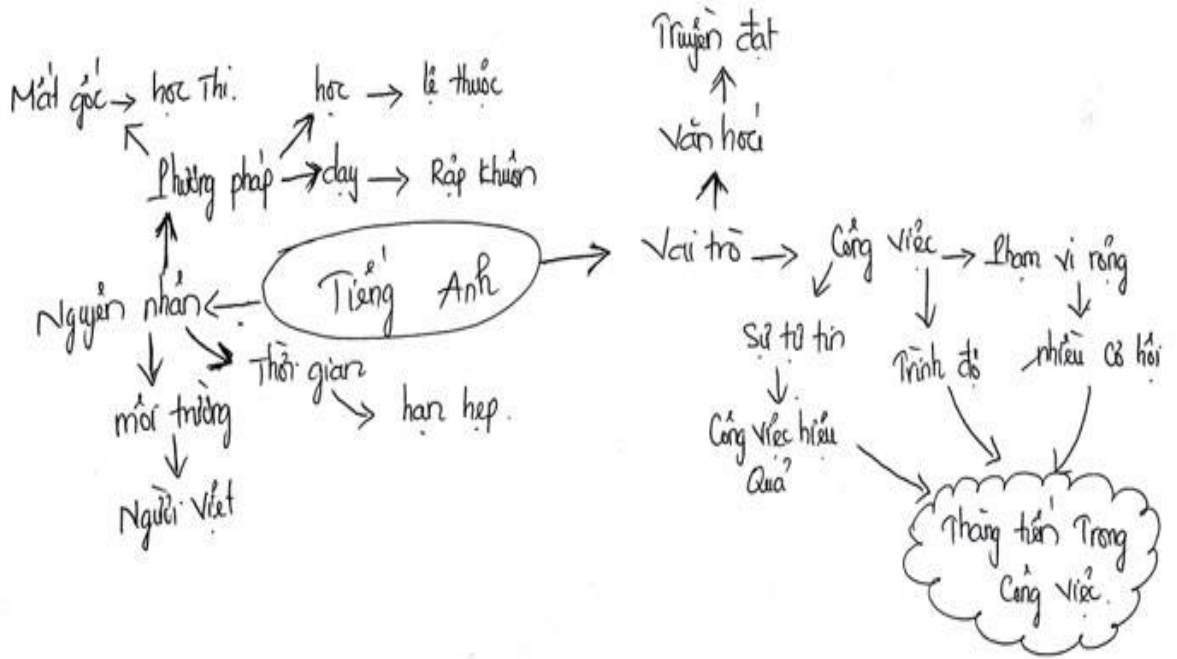 Truyền đạt
Mất gốc → học Thi.
học → lệ thuộc
Văn hoá
Phương pháp → dạy → Rập khuôn
Tiếng Anh
Vai trò → Công việc → Phạm vi rộng
Nguyên nhân
Sự tự tin
Trình độ
nhiều cơ hội
Thời gian
hạn hẹp.
môi trường
Công việc hiệu
Quả
Người Việt
Thăng tiến Trong
Công việc.